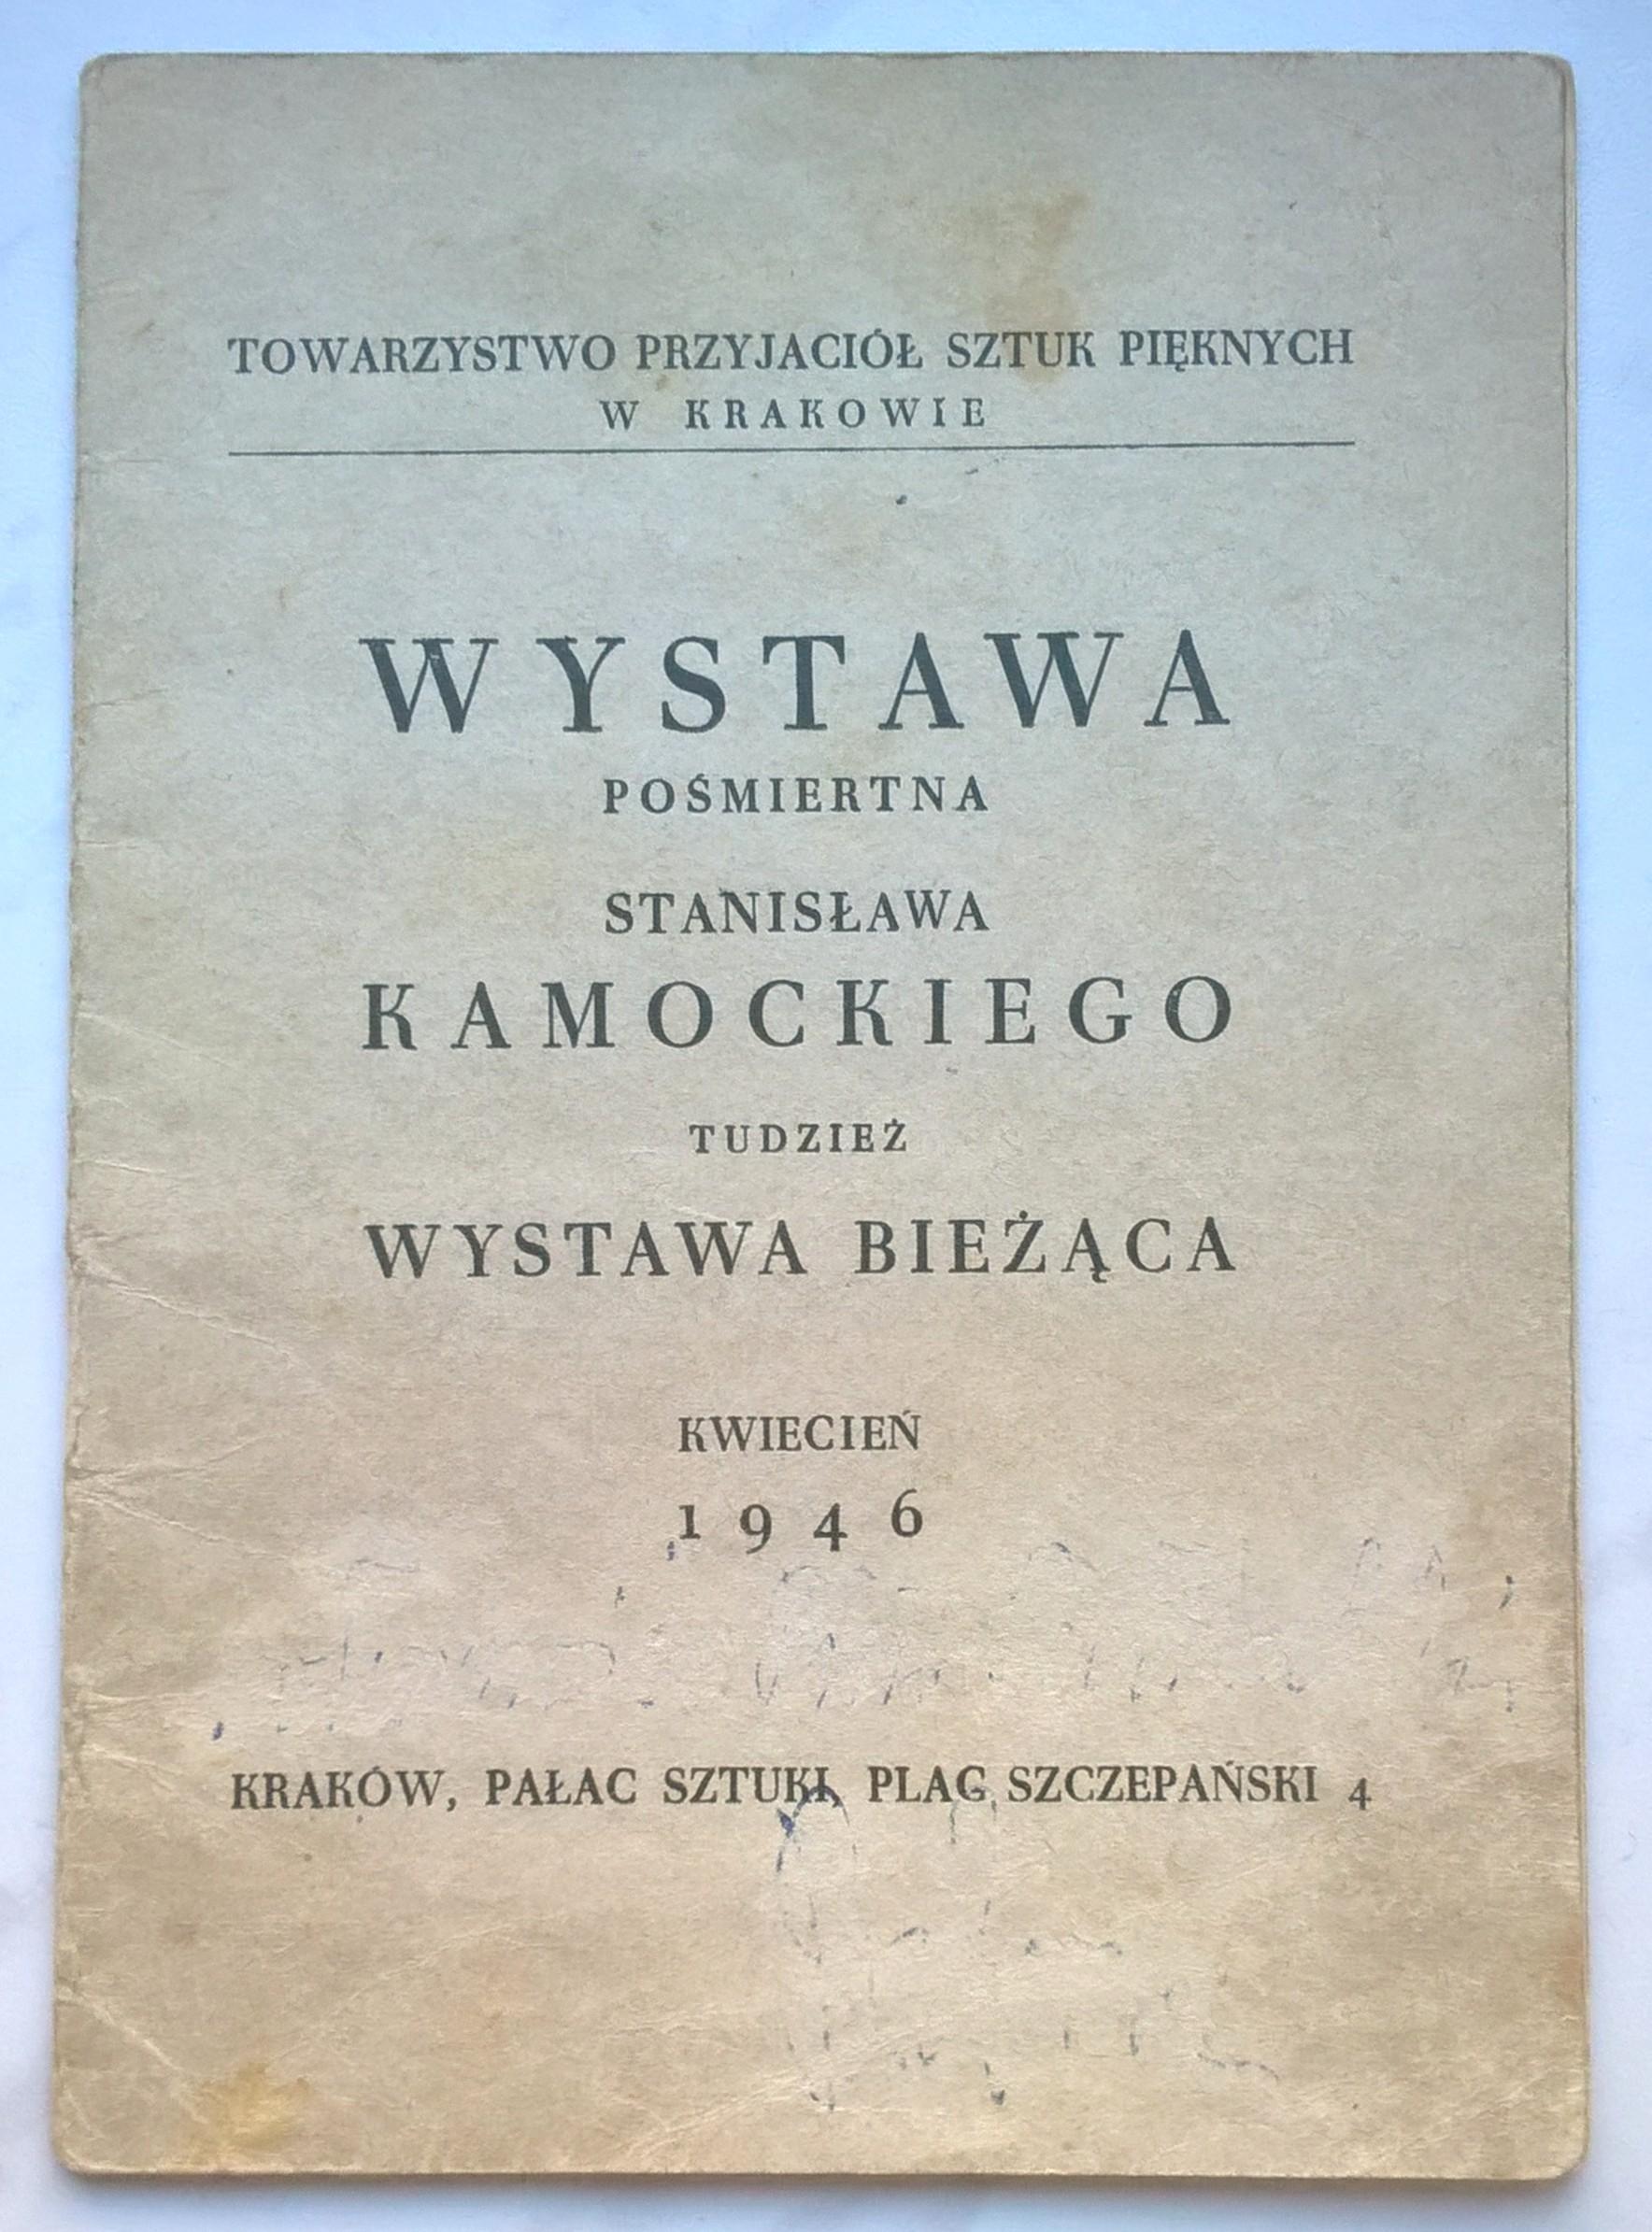 TOWARZYSTWO PRZYJACIÓŁ SZTUK PIĘKNYCH
W KRAKOWIE
WYSTAWA
POŚMIERTNA
STANISŁAWA
KAMOCKIEGO
TUDZIEŻ
WYSTAWA BIEŻĄCA
KWIECIEŃ
1946
KRAKÓW, PAŁAC SZTUKI, PLAC SZCZEPAŃSKI 4